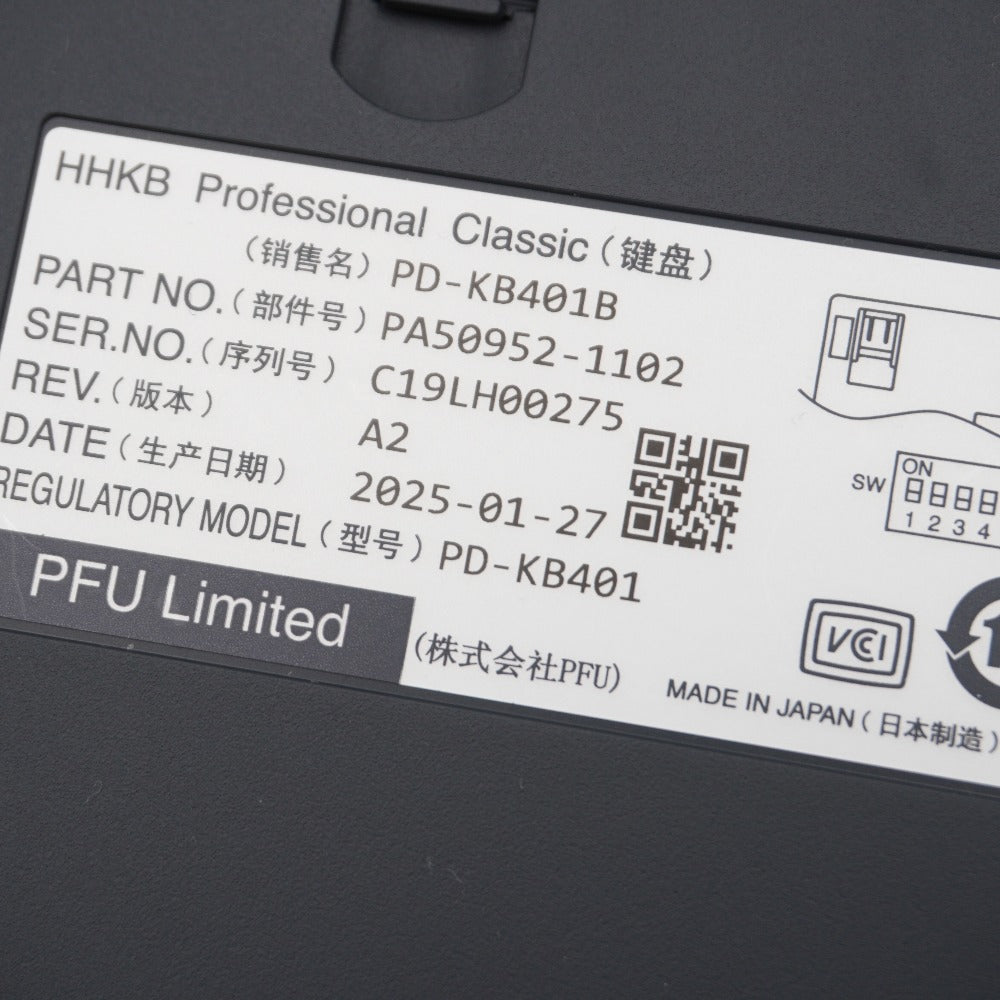 HHKB Professional Classic（键盘）
（销售名）PD-KB401B
PART NO.（部件号）PA50952-1102
SER.NO.（序列号）C19LH00275
REV.（版本）A2
DATE（生产日期）2025-01-27
REGULATORY MODEL（型号）PD-KB401
PFU Limited
(株式会社PFU)
SW
ON
1 2 3 4
VCI
MADE IN JAPAN（日本制造）